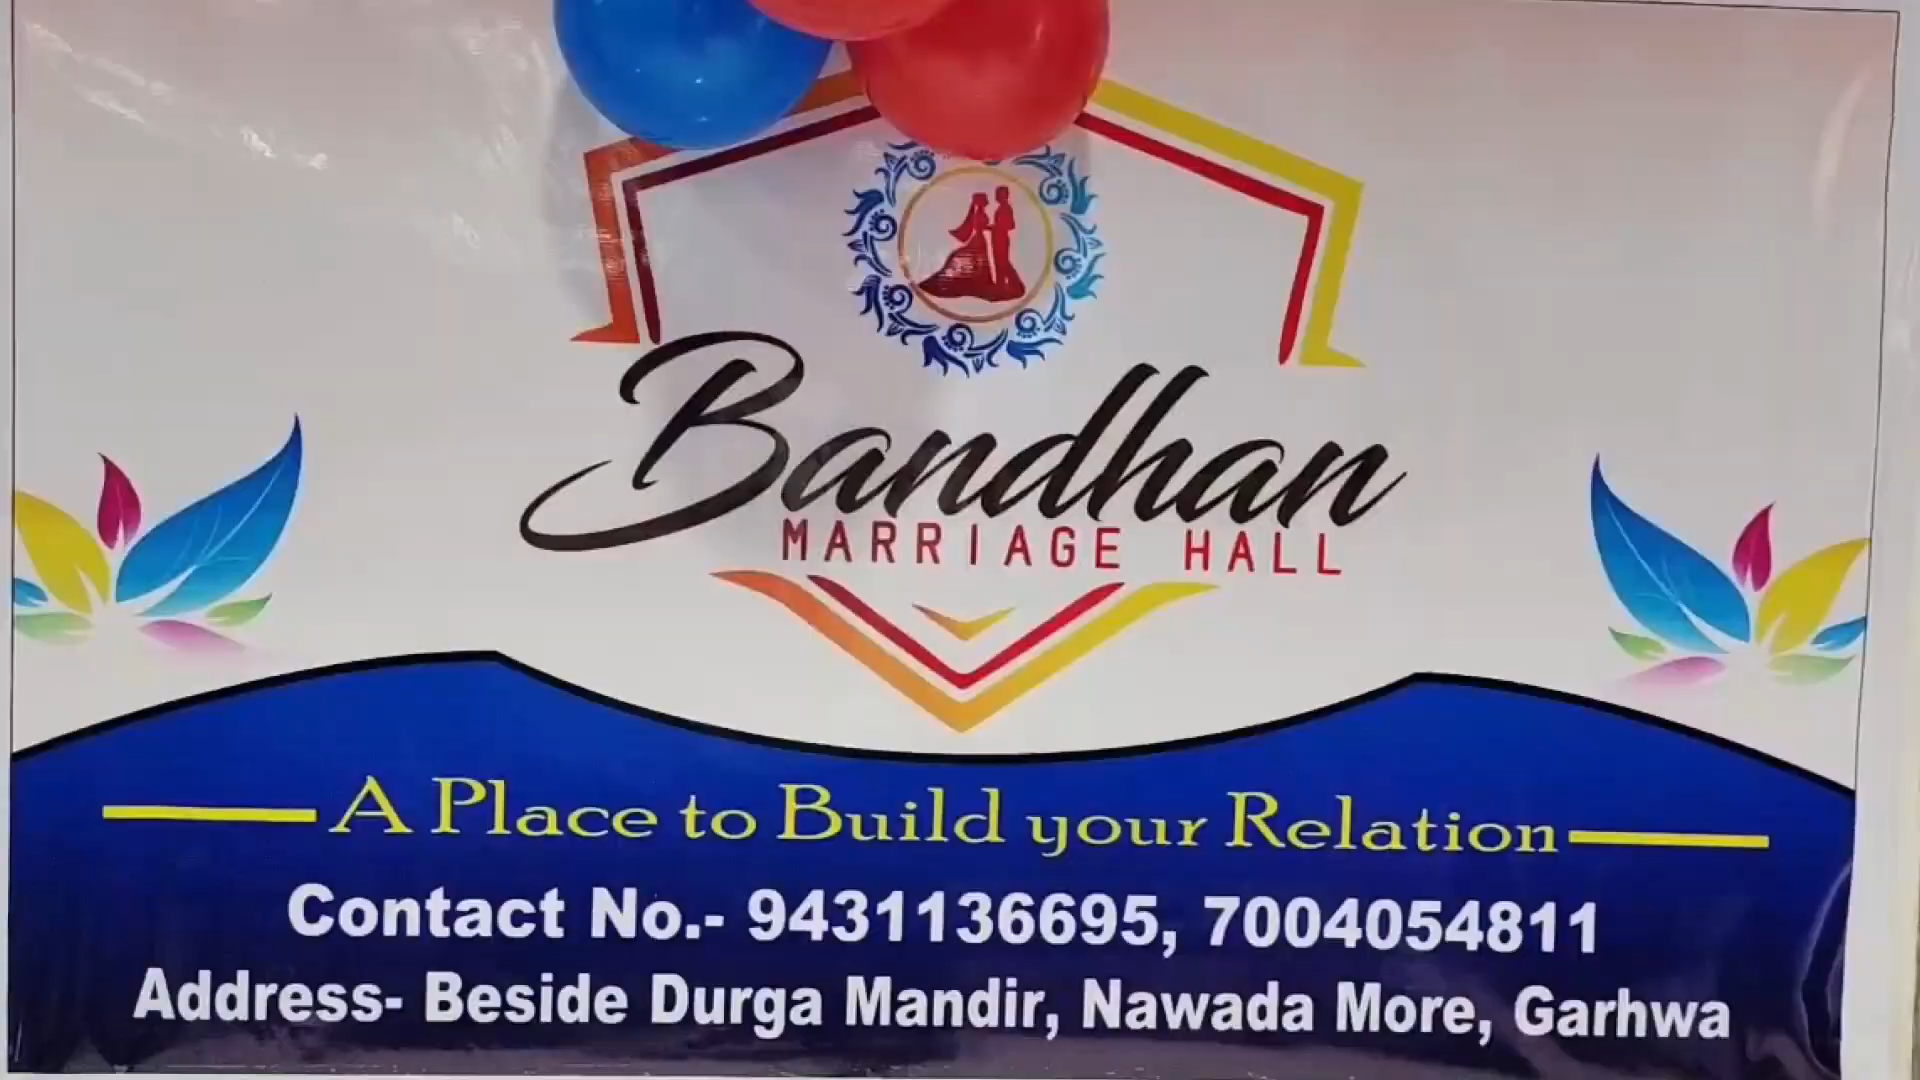 Bandhan
MARRIAGE HALL
A Place to Build your Relation
Contact No.- 9431136695, 7004054811
Address- Beside Durga Mandir, Nawada More, Garhwa